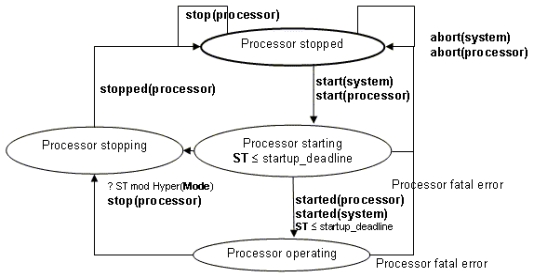 stop(processor)
Processor stopped
abort(system)
abort(processor)
start(system)
start(processor)
stopped(processor)
Processor stopping
Processor starting
ST ≤ startup_deadline
Processor fatal error
? ST mod Hyper(Mode)
stop(processor)
started(processor)
started(system)
ST ≤ startup_deadline
Processor operating
Processor fatal error